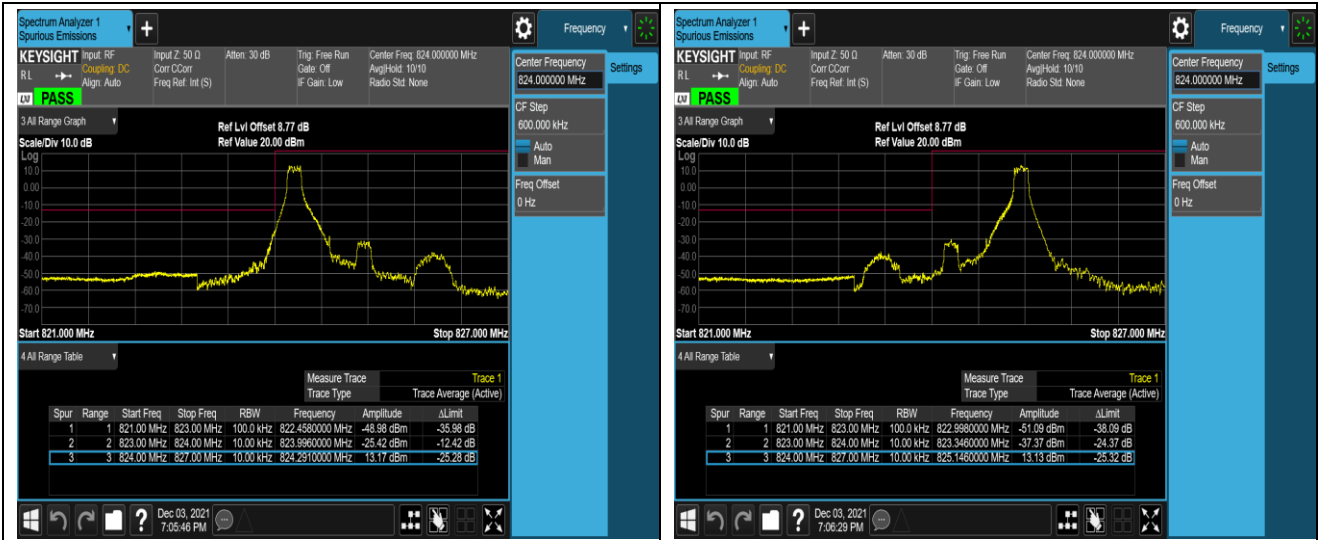 Spectrum Analyzer 1
Spurious Emissions
Frequency
KEYSIGHT Input: RF Input Z: 50 Ω Atten: 30 dB Trig: Free Run Center Freq: 824.000000 MHz
Coupling: DC Corr CCorr Gate: Off Avg|Hold: 10/10
R L Align: Auto Freq Ref: Int (S) IF Gain: Low Radio Std: None
LXI PASS
Center Frequency
824.000000 MHz
Settings
CF Step
600.000 kHz
Auto
Man
Freq Offset
0 Hz
3 All Range Graph
Ref Lvl Offset 8.77 dB
Scale/Div 10.0 dB Ref Value 20.00 dBm
Log
10.0
0.00
-10.0
-20.0
-30.0
-40.0
-50.0
-60.0
-70.0
Start 821.000 MHz Stop 827.000 MHz
4 All Range Table
Measure Trace Trace 1
Trace Type Trace Average (Active)
Spur Range Start Freq Stop Freq RBW Frequency Amplitude ΔLimit
1 1 821.00 MHz 823.00 MHz 100.0 kHz 822.4580000 MHz -48.98 dBm -35.98 dB
2 2 823.00 MHz 824.00 MHz 10.00 kHz 823.9960000 MHz -25.42 dBm -12.42 dB
3 3 824.00 MHz 827.00 MHz 10.00 kHz 824.2910000 MHz 13.17 dBm -25.28 dB
? Dec 03, 2021
7:05:46 PM
Spectrum Analyzer 1
Spurious Emissions
Frequency
KEYSIGHT Input: RF Input Z: 50 Ω Atten: 30 dB Trig: Free Run Center Freq: 824.000000 MHz
Coupling: DC Corr CCorr Gate: Off Avg|Hold: 10/10
R L Align: Auto Freq Ref: Int (S) IF Gain: Low Radio Std: None
LXI PASS
Center Frequency
824.000000 MHz
Settings
CF Step
600.000 kHz
Auto
Man
Freq Offset
0 Hz
3 All Range Graph
Ref Lvl Offset 8.77 dB
Scale/Div 10.0 dB Ref Value 20.00 dBm
Log
10.0
0.00
-10.0
-20.0
-30.0
-40.0
-50.0
-60.0
-70.0
Start 821.000 MHz Stop 827.000 MHz
4 All Range Table
Measure Trace Trace 1
Trace Type Trace Average (Active)
Spur Range Start Freq Stop Freq RBW Frequency Amplitude ΔLimit
1 1 821.00 MHz 823.00 MHz 100.0 kHz 822.9980000 MHz -51.09 dBm -38.09 dB
2 2 823.00 MHz 824.00 MHz 10.00 kHz 823.3460000 MHz -37.37 dBm -24.37 dB
3 3 824.00 MHz 827.00 MHz 10.00 kHz 825.1460000 MHz 13.13 dBm -25.32 dB
? Dec 03, 2021
7:06:29 PM